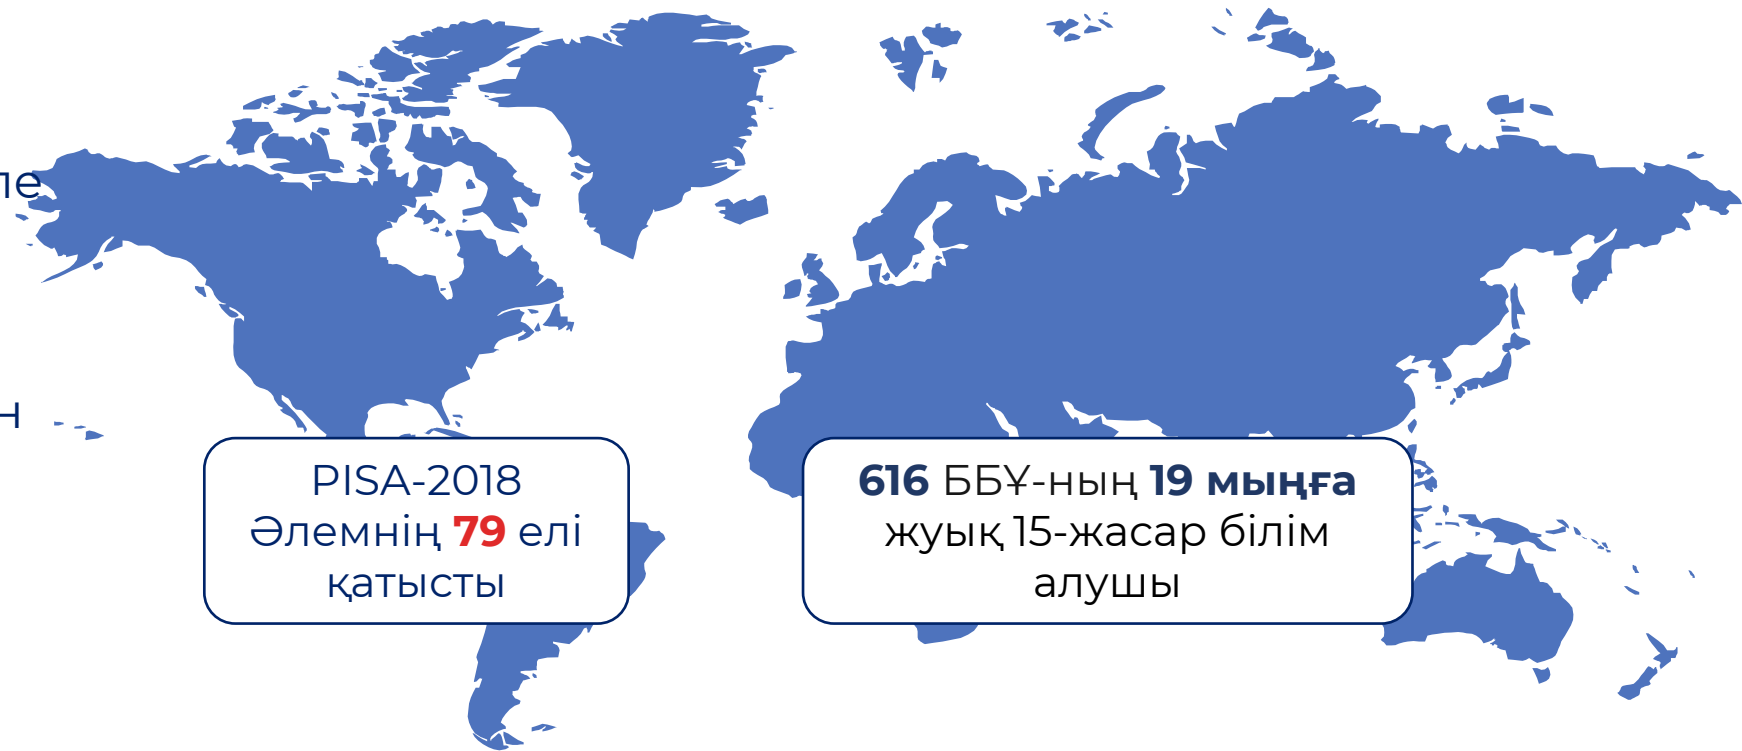 PISA-2018
Әлемнің 79 елі
қатысты
616 ББҰ-ның 19 мыңға
жуық 15-жасар білім
алушы